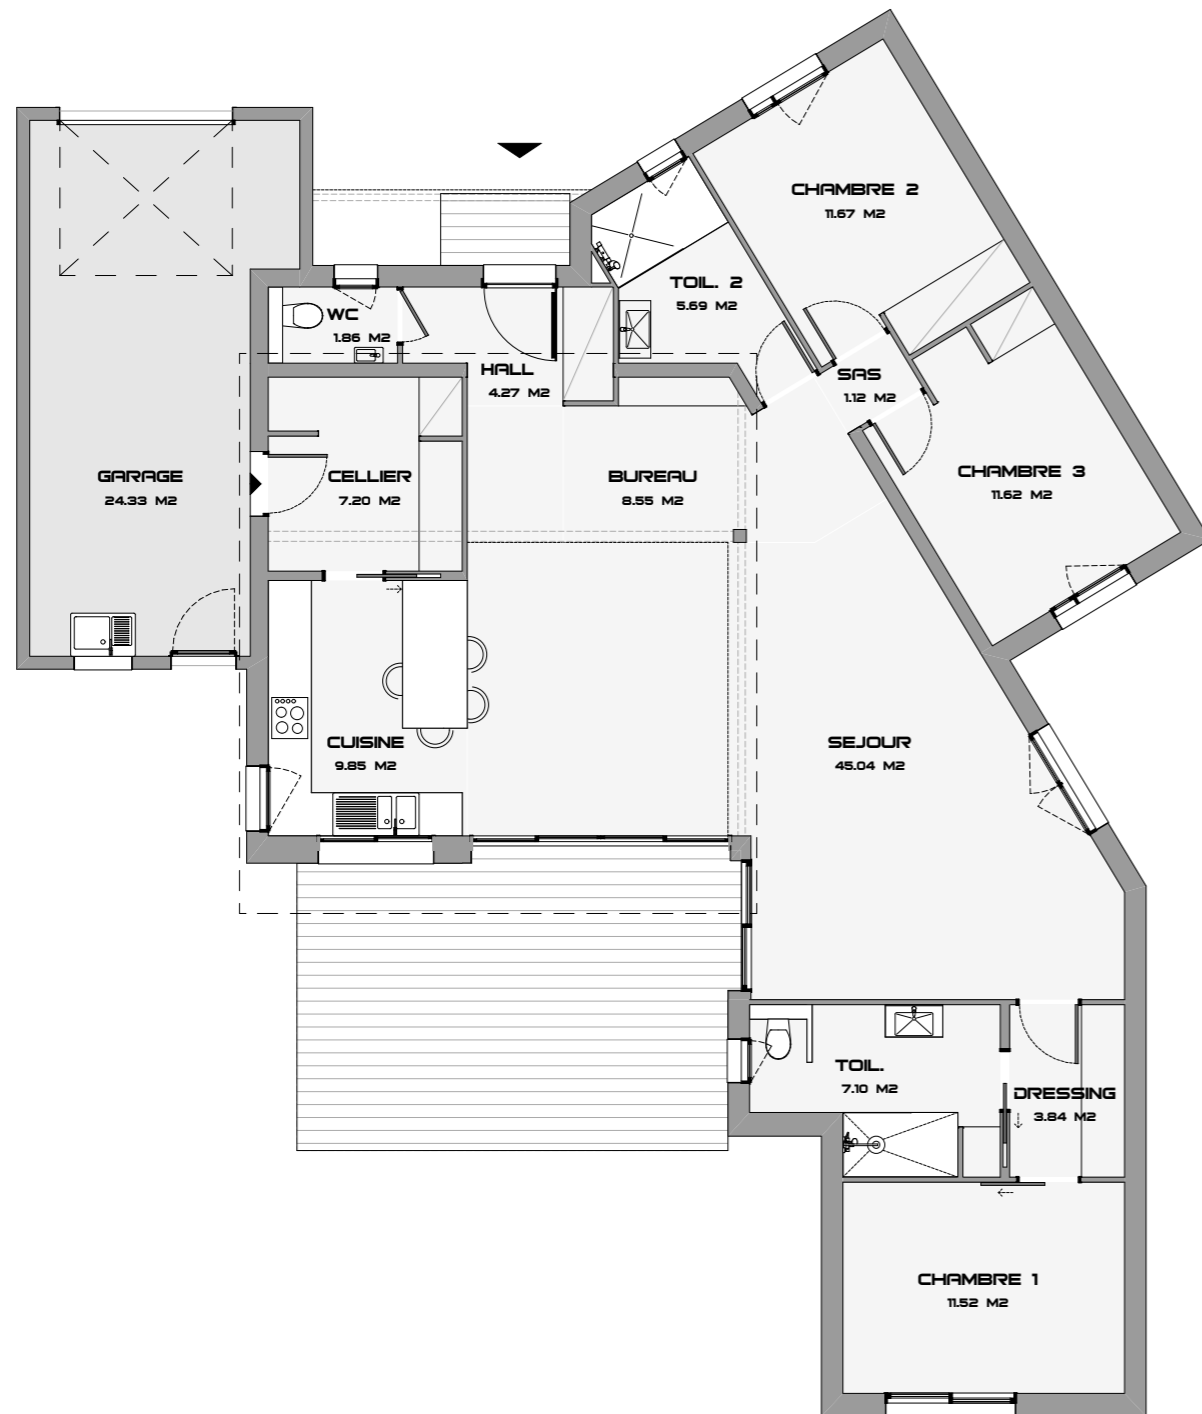 CHAMBRE 2
11.67 M2
TOIL. 2
5.69 M2
WC
1.86 M2
HALL
4.27 M2
SAS
1.12 M2
GARAGE
24.33 M2
CELLIER
7.20 M2
BUREAU
8.55 M2
CHAMBRE 3
11.62 M2
CUISINE
9.85 M2
SEJOUR
45.04 M2
TOIL.
7.10 M2
DRESSING
3.84 M2
CHAMBRE 1
11.52 M2